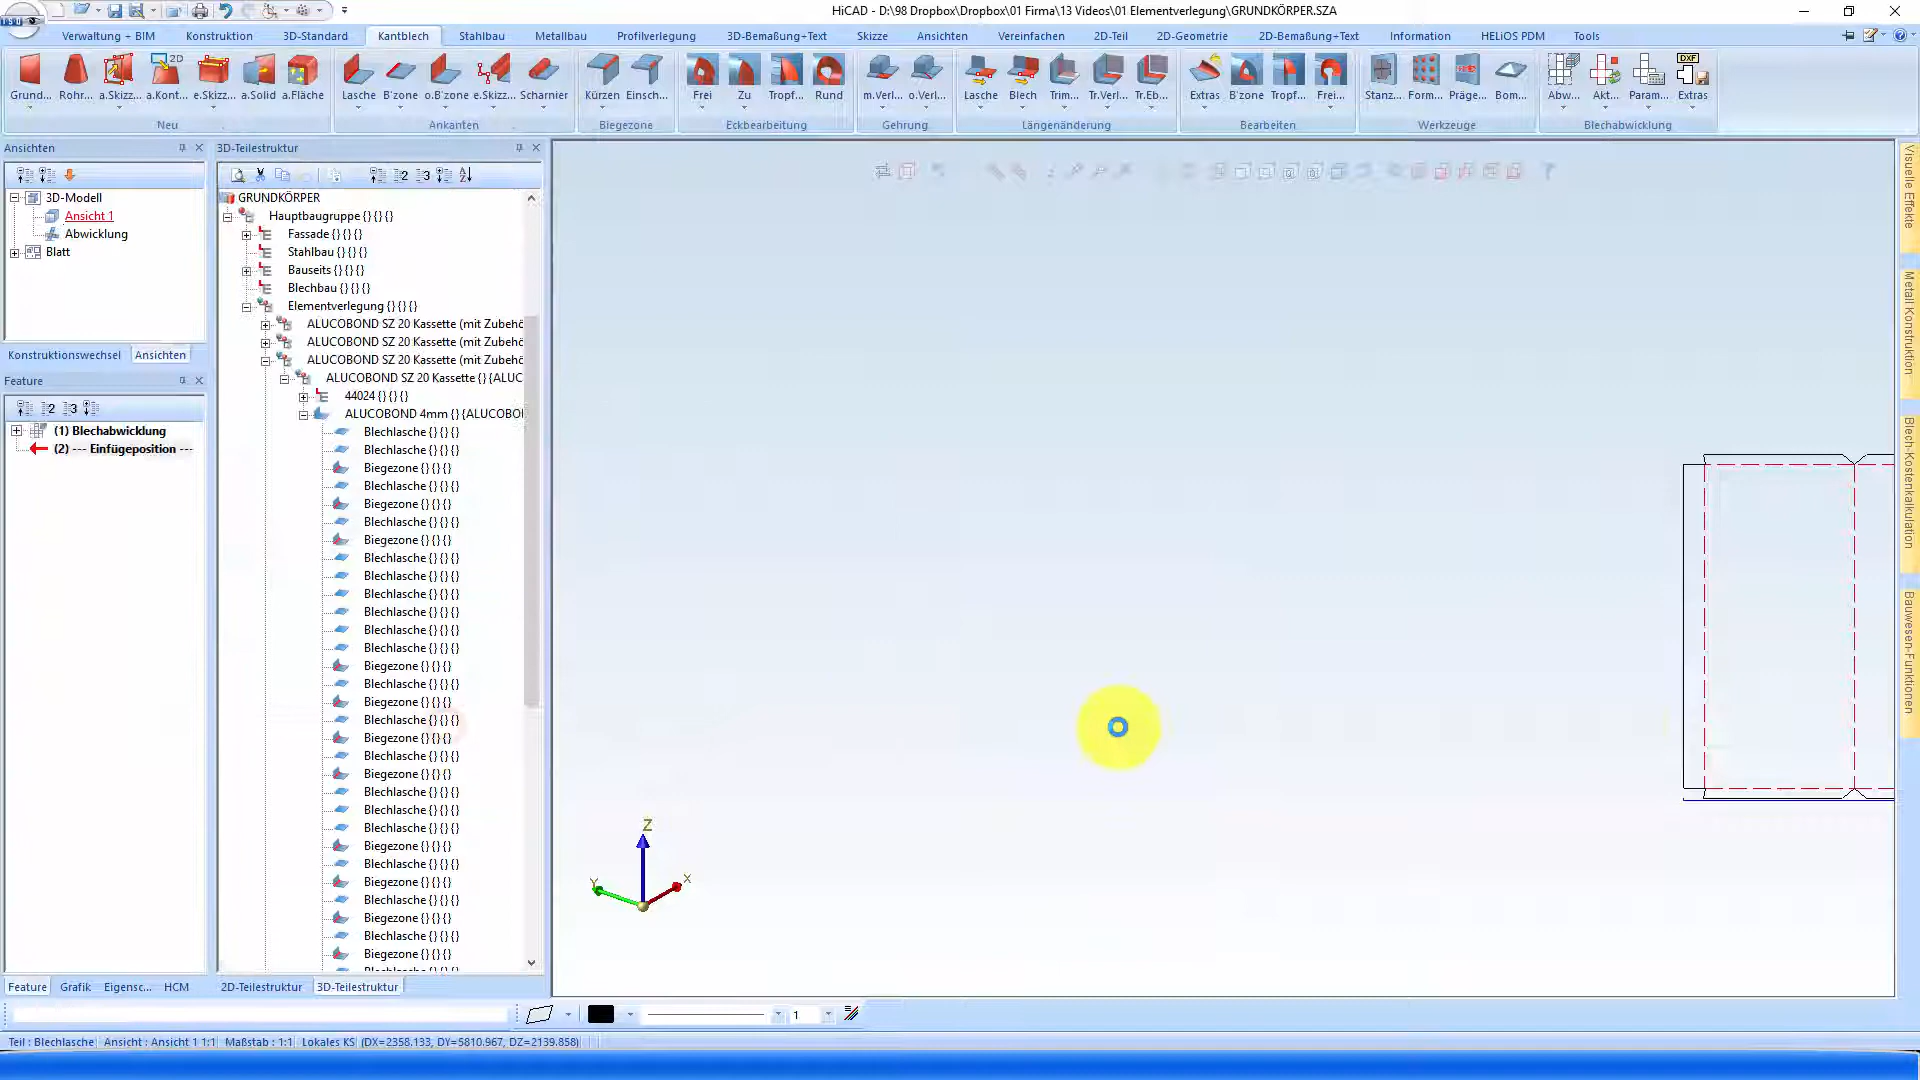 HiCAD - D:\98 Dropbox\Dropbox\01 Firma\13 Videos\01 Elementverlegung\GRUNDKÖRPER.SZA
ISD
Verwaltung + BIM Konstruktion 3D-Standard Kantblech Stahlbau Metallbau Profilverlegung 3D-Bemaßung+Text Skizze Ansichten Vereinfachen 2D-Teil 2D-Geometrie 2D-Bemaßung+Text Information HELiOS PDM Tools
2D DXF
Grund... Rohr... a.Skizz... a.Kont... e.Skizz... a.Solid a.Fläche Lasche B'zone o.B'zone e.Skizz... Scharnier Kürzen Einsch... Frei Zu Tropf... Rund m.Verl... o.Verl... Lasche Blech Trim... Tr.Verl... Tr.Eb... Extras B'zone Tropf... Frei... Stanz... Form... Präge... Bom... Abw... Akt... Param... Extras
Neu Ankanten Biegezone Eckbearbeitung Gehrung Längenänderung Bearbeiten Werkzeuge Blechabwicklung
Ansichten
3D-Modell
Ansicht 1
Abwicklung
Blatt
Konstruktionswechsel Ansichten
Feature
2 3
(1) Blechabwicklung
(2) --- Einfügeposition ---
Feature Grafik Eigensc... HCM
3D-Teilestruktur
2 3
GRUNDKÖRPER
Hauptbaugruppe {} {} {}
Fassade {} {} {}
Stahlbau {} {} {}
Bauseits {} {} {}
Blechbau {} {} {}
Elementverlegung {} {} {}
ALUCOBOND SZ 20 Kassette (mit Zubehö
ALUCOBOND SZ 20 Kassette (mit Zubehö
ALUCOBOND SZ 20 Kassette (mit Zubehö
ALUCOBOND SZ 20 Kassette {} {ALUC
44024 {} {} {}
ALUCOBOND 4mm {} {ALUCOBO
Blechlasche {} {} {}
Blechlasche {} {} {}
Biegezone {} {} {}
Blechlasche {} {} {}
Biegezone {} {} {}
Blechlasche {} {} {}
Biegezone {} {} {}
Blechlasche {} {} {}
Blechlasche {} {} {}
Blechlasche {} {} {}
Blechlasche {} {} {}
Blechlasche {} {} {}
Blechlasche {} {} {}
Biegezone {} {} {}
Blechlasche {} {} {}
Biegezone {} {} {}
Blechlasche {} {} {}
Biegezone {} {} {}
Blechlasche {} {} {}
Biegezone {} {} {}
Blechlasche {} {} {}
Blechlasche {} {} {}
Blechlasche {} {} {}
Biegezone {} {} {}
Blechlasche {} {} {}
Biegezone {} {} {}
Blechlasche {} {} {}
Biegezone {} {} {}
Blechlasche {} {} {}
Biegezone {} {} {}
Blechlasche {} {} {}
2D-Teilestruktur 3D-Teilestruktur
Z
Y
X
Visuelle Effekte
Metall Konstruktion
Blech-Kostenkalkulation
Bauwesen-Funktionen
1
Teil : Blechlasche Ansicht : Ansicht 1 1:1 Maßstab : 1:1 Lokales KS (DX=2358.133, DY=5810.967, DZ=2139.858)